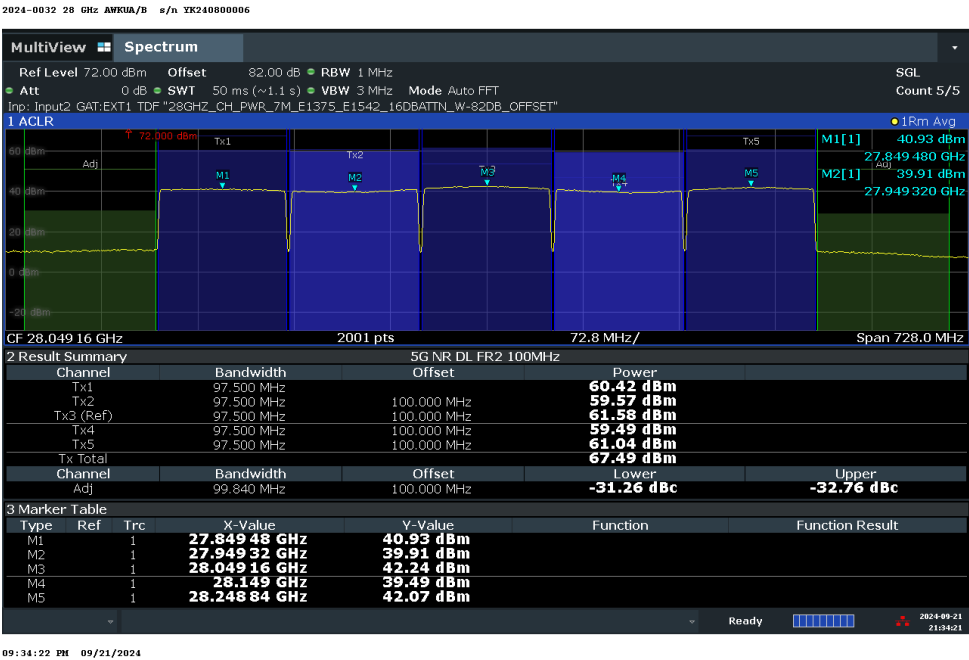 2024-0032 28 GHz AWKUA/B s/n YK240800006
MultiView Spectrum
Ref Level 72.00 dBm Offset 82.00 dB RBW 1 MHz SGL
Att 0 dB SWT 50 ms (~1.1 s) VBW 3 MHz Mode Auto FFT Count 5/5
Inp: Input2 GAT:EXT1 TDF "28GHZ_CH_PWR_7M_E1375_E1542_16DBATTN_W-82DB_OFFSET"
1 ACLR 1Rm Avg
72.000 dBm Tx1 Tx5 M1[1] 40.93 dBm
60 dBm Tx2 27.849 480 GHz
Adj Adj
M1 M2 M3 M4 M5 M2[1] 39.91 dBm
40 dBm 27.949 320 GHz
20 dBm
0 dBm
-20 dBm
CF 28.049 16 GHz 2001 pts 72.8 MHz/ Span 728.0 MHz
2 Result Summary 5G NR DL FR2 100MHz
Channel Bandwidth Offset Power
Tx1 97.500 MHz 60.42 dBm
Tx2 97.500 MHz 100.000 MHz 59.57 dBm
Tx3 (Ref) 97.500 MHz 100.000 MHz 61.58 dBm
Tx4 97.500 MHz 100.000 MHz 59.49 dBm
Tx5 97.500 MHz 100.000 MHz 61.04 dBm
Tx Total 67.49 dBm
Channel Bandwidth Offset Lower Upper
Adj 99.840 MHz 100.000 MHz -31.26 dBc -32.76 dBc
3 Marker Table
Type Ref Trc X-Value Y-Value Function Function Result
M1 1 27.849 48 GHz 40.93 dBm
M2 1 27.949 32 GHz 39.91 dBm
M3 1 28.049 16 GHz 42.24 dBm
M4 1 28.149 GHz 39.49 dBm
M5 1 28.248 84 GHz 42.07 dBm
Ready 2024-09-21
21:34:21
09:34:22 PM 09/21/2024